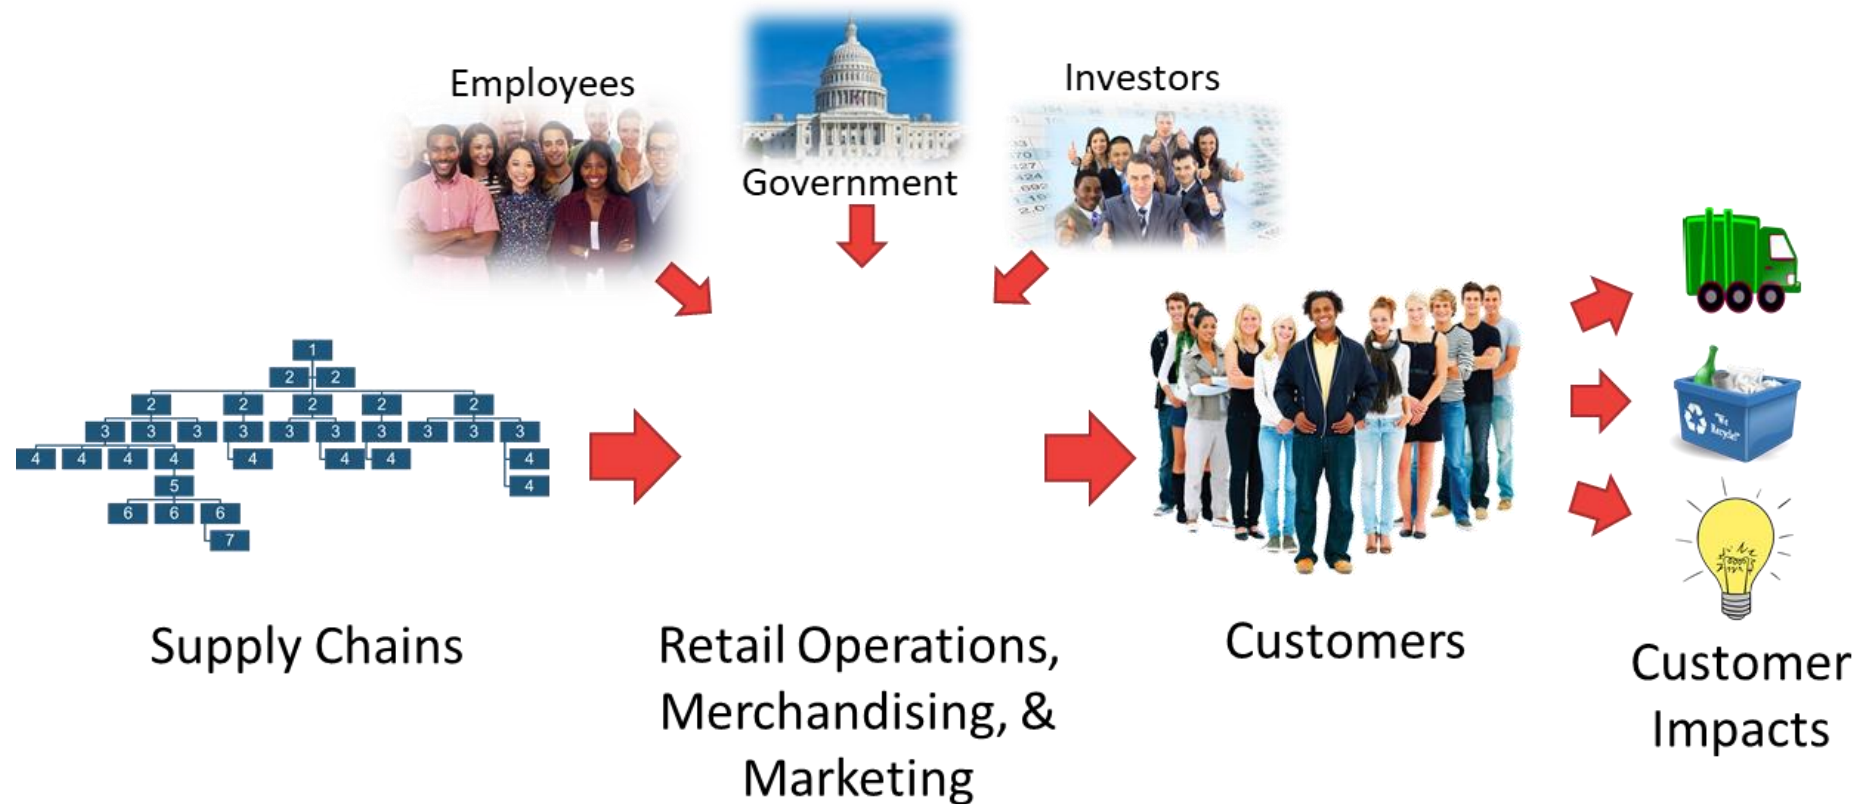 Employees
Government
Investors
1
2 2
2 2 2 2 2
3 3 3 3 3 3 3 3 3 3
4 4 4 4 4 4 4 4
5 4
6 6 6
7
"We
Recycle!"
Supply Chains
Retail Operations,
Merchandising, &
Marketing
Customers
Customer
Impacts